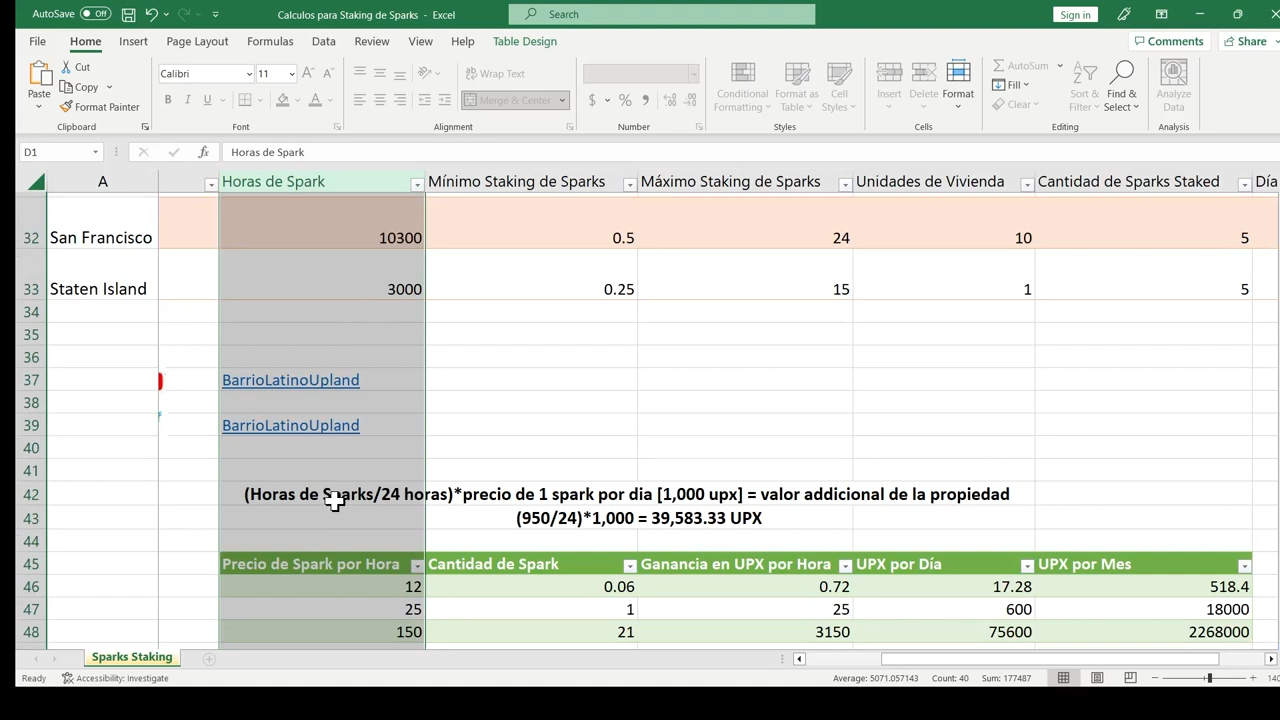 AutoSave Off Calculos para Staking de Sparks - Excel Search Sign in
File Home Insert Page Layout Formulas Data Review View Help Table Design Comments Share
Paste Cut Copy Format Painter Clipboard
Calibri 11 B I U Font
Wrap Text Merge & Center Alignment
$ % Number
Conditional Formatting Format as Table Cell Styles Styles
Insert Delete Format Cells
AutoSum Fill Clear Sort & Filter Find & Select Editing
Analyze Data Analysis
D1 fx Horas de Spark
A Horas de Spark Mínimo Staking de Sparks Máximo Staking de Sparks Unidades de Vivienda Cantidad de Sparks Staked Día
32 San Francisco 10300 0.5 24 10 5
33 Staten Island 3000 0.25 15 1 5
34
35
36
37 BarrioLatinoUpland
38
39 BarrioLatinoUpland
40
41
42 (Horas de Sparks/24 horas)*precio de 1 spark por dia [1,000 upx] = valor addicional de la propiedad
43 (950/24)*1,000 = 39,583.33 UPX
44
45 Precio de Spark por Hora Cantidad de Spark Ganancia en UPX por Hora UPX por Día UPX por Mes
46 12 0.06 0.72 17.28 518.4
47 25 1 25 600 18000
48 150 21 3150 75600 2268000
Sparks Staking
Ready Accessibility: Investigate Average: 5071.057143 Count: 40 Sum: 177487